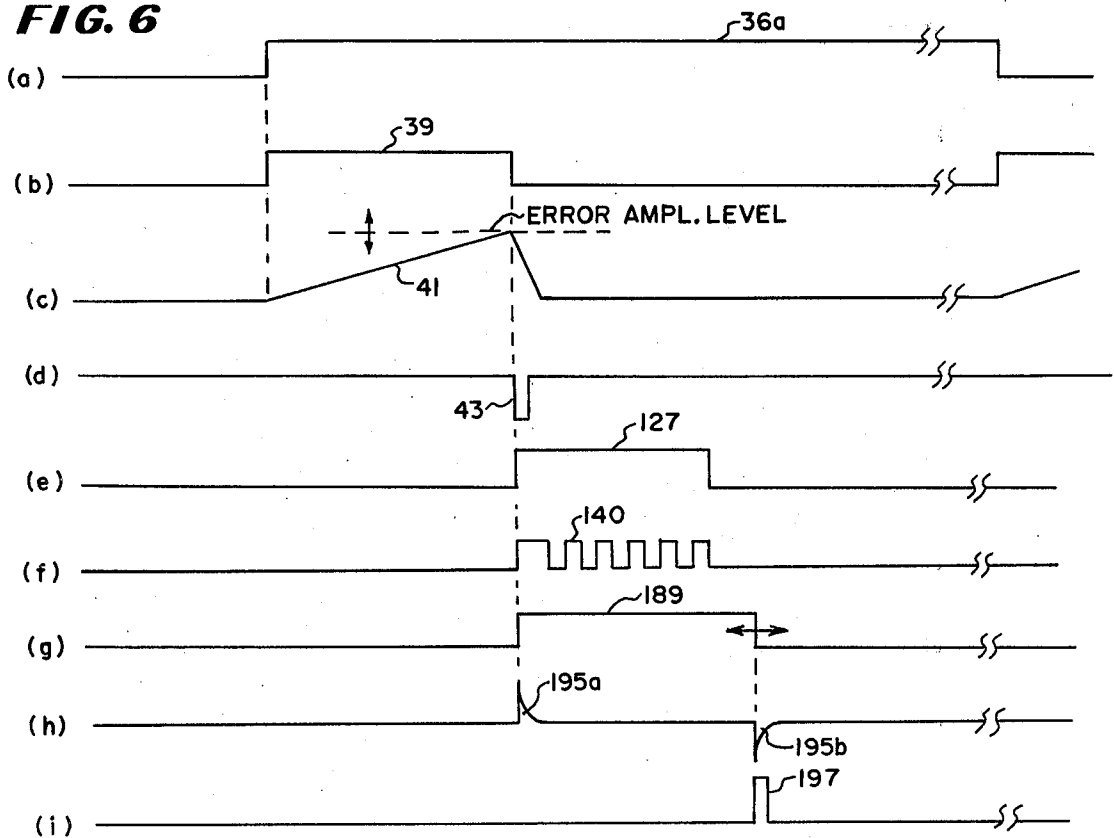 FIG. 6
36a
(a)
39
(b)
ERROR AMPL. LEVEL
41
(c)
(d)
43
127
(e)
140
(f)
189
(g)
195a
(h)
195b
197
(i)